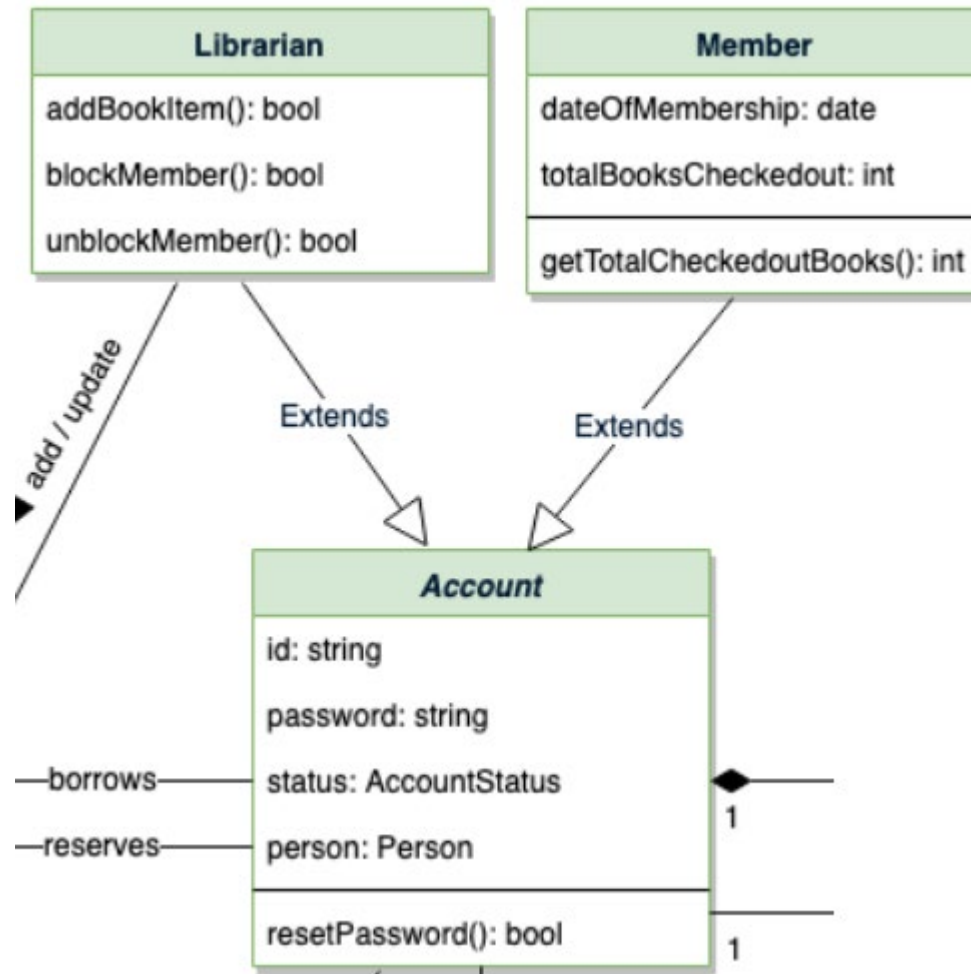 Librarian
addBookItem(): bool
blockMember(): bool
unblockMember(): bool
Member
dateOfMembership: date
totalBooksCheckedout: int
getTotalCheckedoutBooks(): int
add / update
Extends
Extends
Account
id: string
password: string
status: AccountStatus
person: Person
resetPassword(): bool
borrows
reserves
1
1